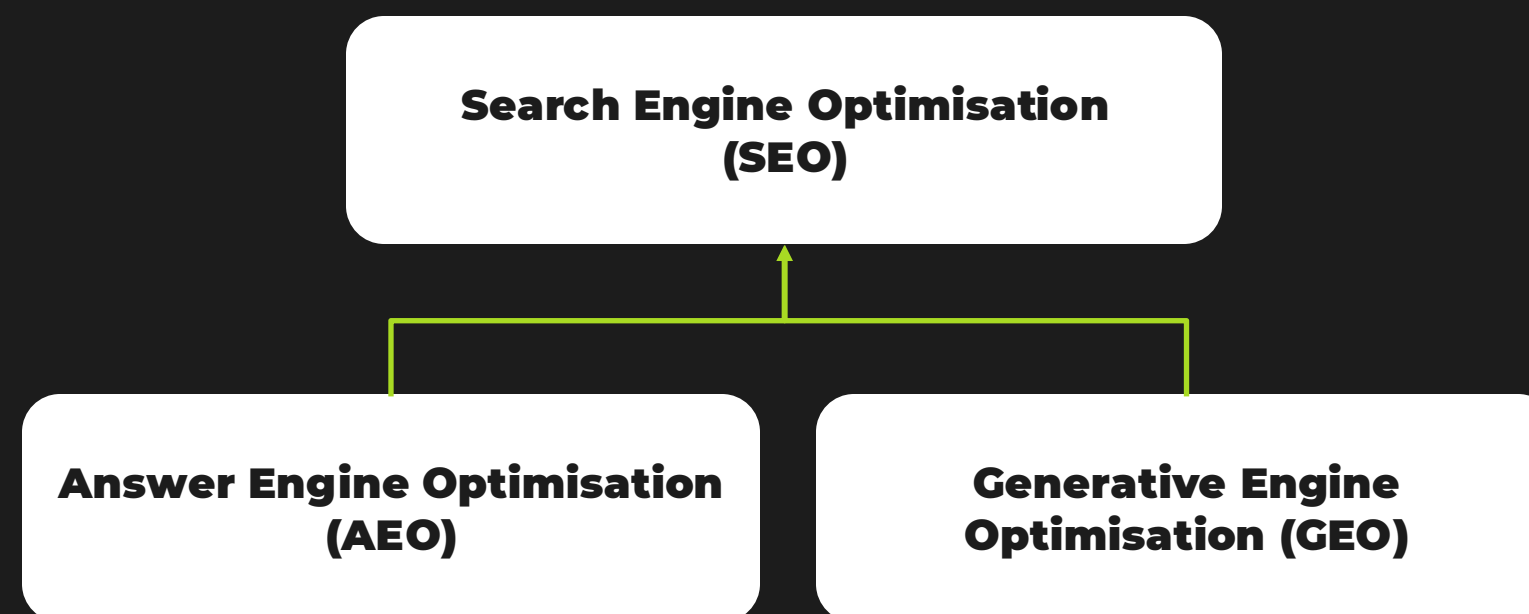 Search Engine Optimisation
(SEO)
Answer Engine Optimisation
(AEO)
Generative Engine
Optimisation (GEO)